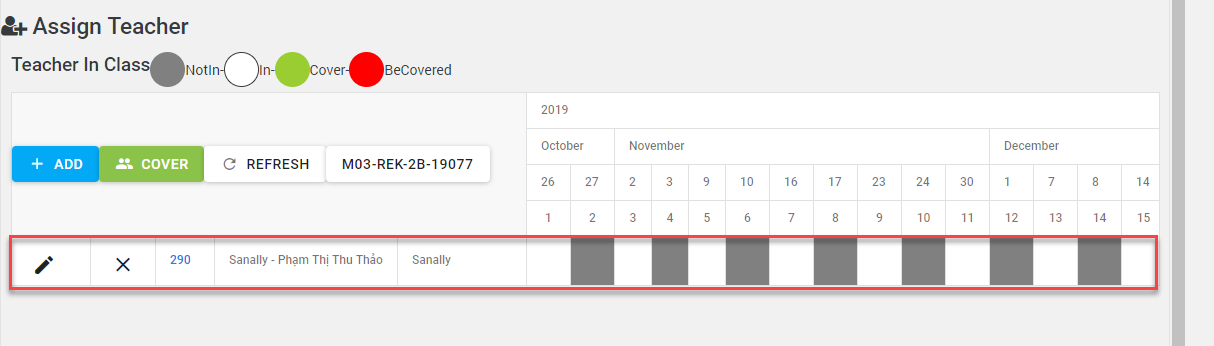 Assign Teacher
Teacher In Class NotIn- In- Cover- BeCovered
2019
October November December
+ ADD COVER REFRESH M03-REK-2B-19077
26 27 2 3 9 10 16 17 23 24 30 1 7 8 14
1 2 3 4 5 6 7 8 9 10 11 12 13 14 15
290 Sanally - Phạm Thị Thu Thảo Sanally